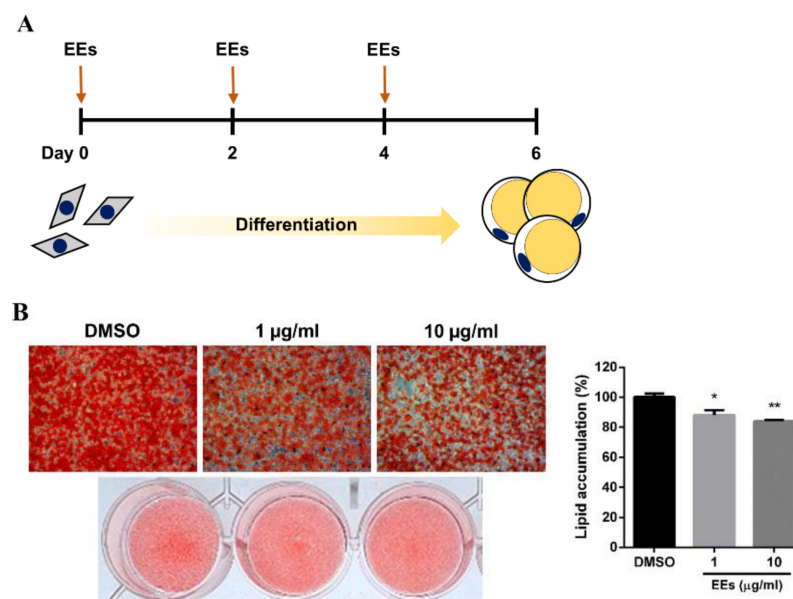 A
EEs EEs EEs
Day 0 2 4 6
Differentiation
B
DMSO 1 µg/ml 10 µg/ml
Lipid accumulation (%)
120
100
80
60
40
20
0
* **
DMSO 1 10
EEs (µg/ml)